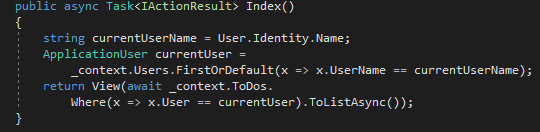 public async Task<IActionResult> Index()
{
string currentUserName = User.Identity.Name;
ApplicationUser currentUser =
_context.Users.FirstOrDefault(x => x.UserName == currentUserName);
return View(await _context.ToDos.
Where(x => x.User == currentUser).ToListAsync());
}